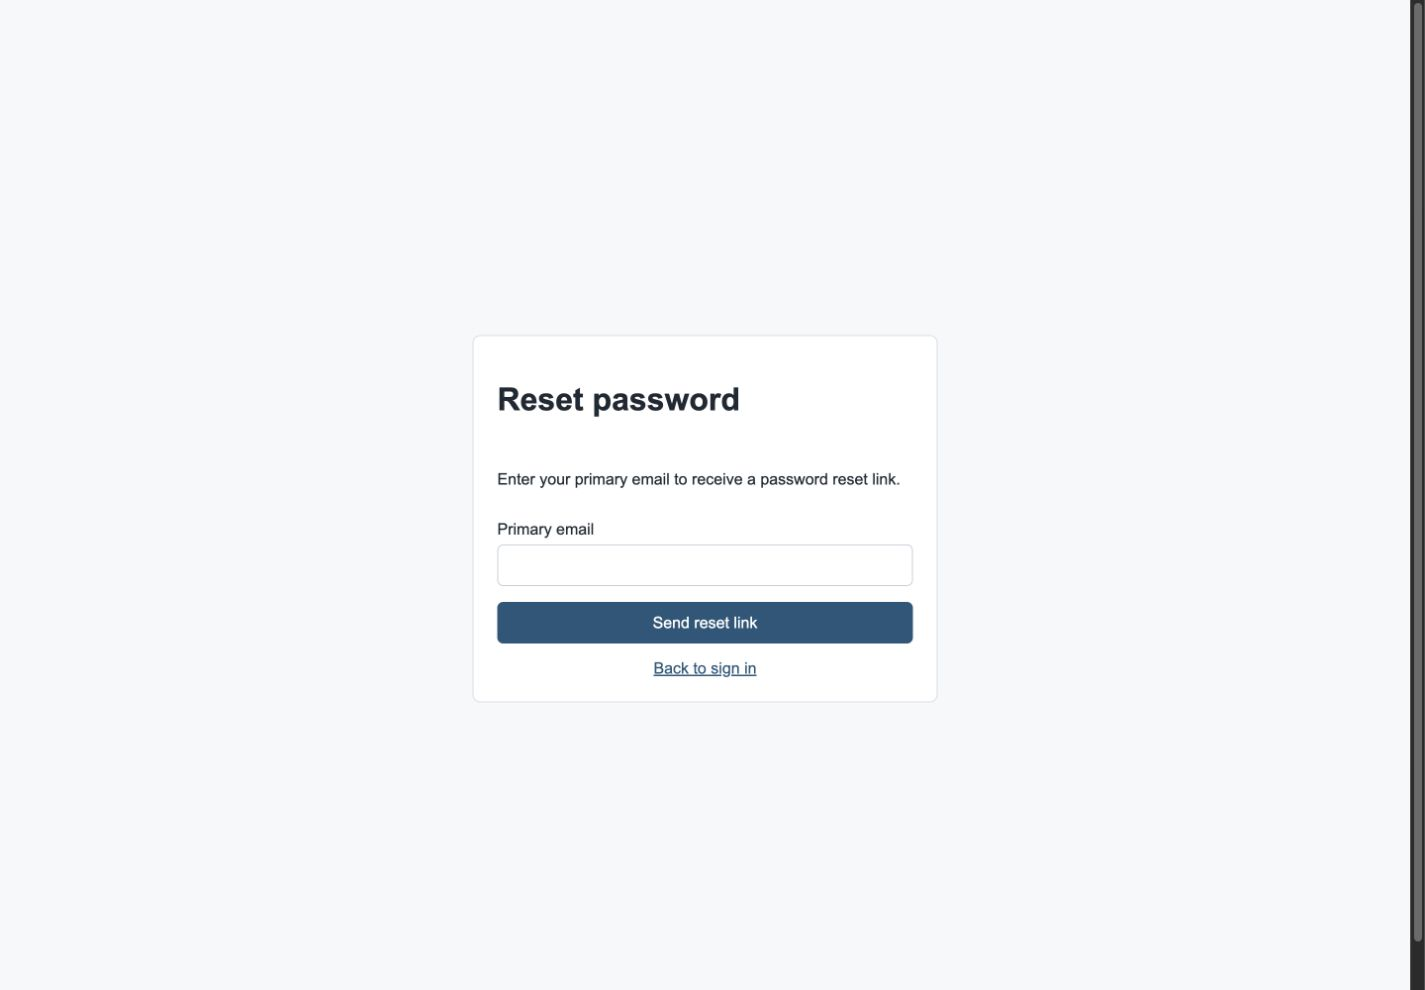 Reset password
Enter your primary email to receive a password reset link.
Primary email
Send reset link
Back to sign in